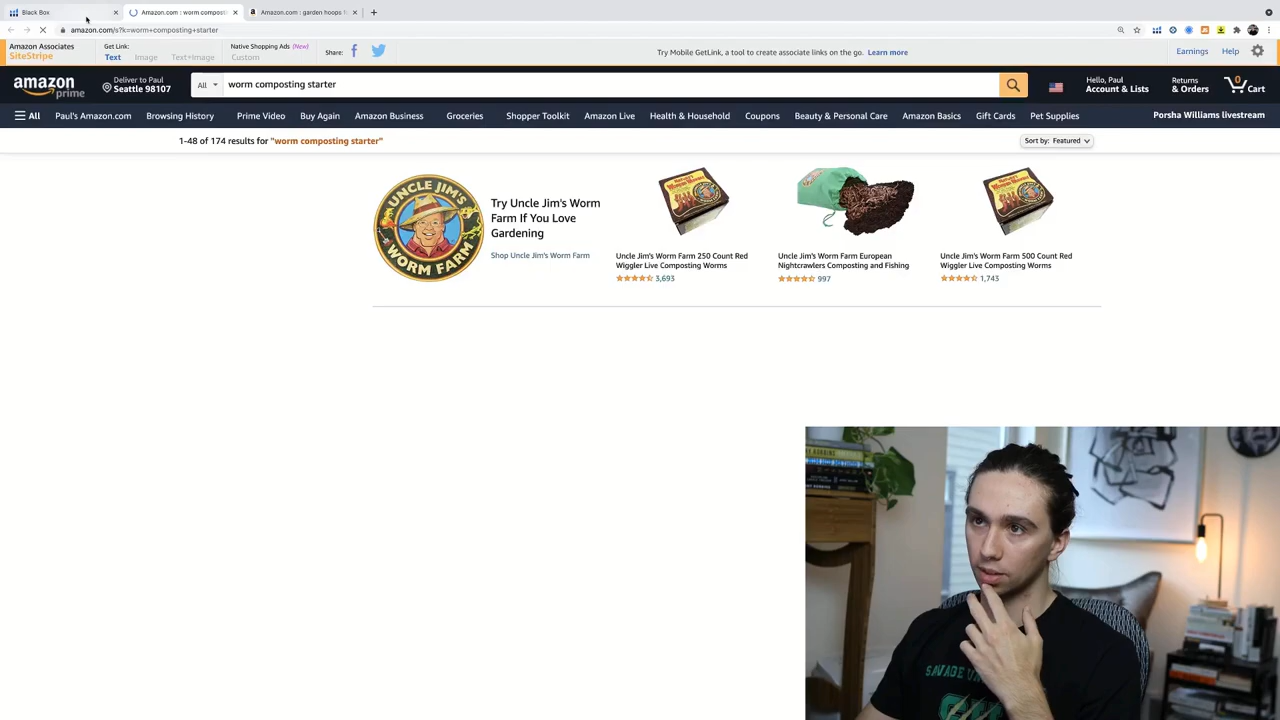 Black Box
Amazon.com : worm composti
Amazon.com : garden hoops f
amazon.com/s?k=worm+composting+starter
Amazon Associates
SiteStripe
Get Link:
Text
Image
Text+Image
Native Shopping Ads (New)
Custom
Share:
Try Mobile GetLink, a tool to create associate links on the go. Learn more
Earnings
Help
amazon
prime
Deliver to Paul
Seattle 98107
All
worm composting starter
Hello, Paul
Account & Lists
Returns
& Orders
0
Cart
All
Paul's Amazon.com
Browsing History
Prime Video
Buy Again
Amazon Business
Groceries
Shopper Toolkit
Amazon Live
Health & Household
Coupons
Beauty & Personal Care
Amazon Basics
Gift Cards
Pet Supplies
Porsha Williams livestream
1-48 of 174 results for "worm composting starter"
Sort by: Featured
UNCLE JIM'S
WORM FARM
Try Uncle Jim's Worm
Farm If You Love
Gardening
Shop Uncle Jim's Worm Farm
Uncle Jim's Worm Farm 250 Count Red
Wiggler Live Composting Worms
3,693
Uncle Jim's Worm Farm European
Nightcrawlers Composting and Fishing
997
Uncle Jim's Worm Farm 500 Count Red
Wiggler Live Composting Worms
1,743